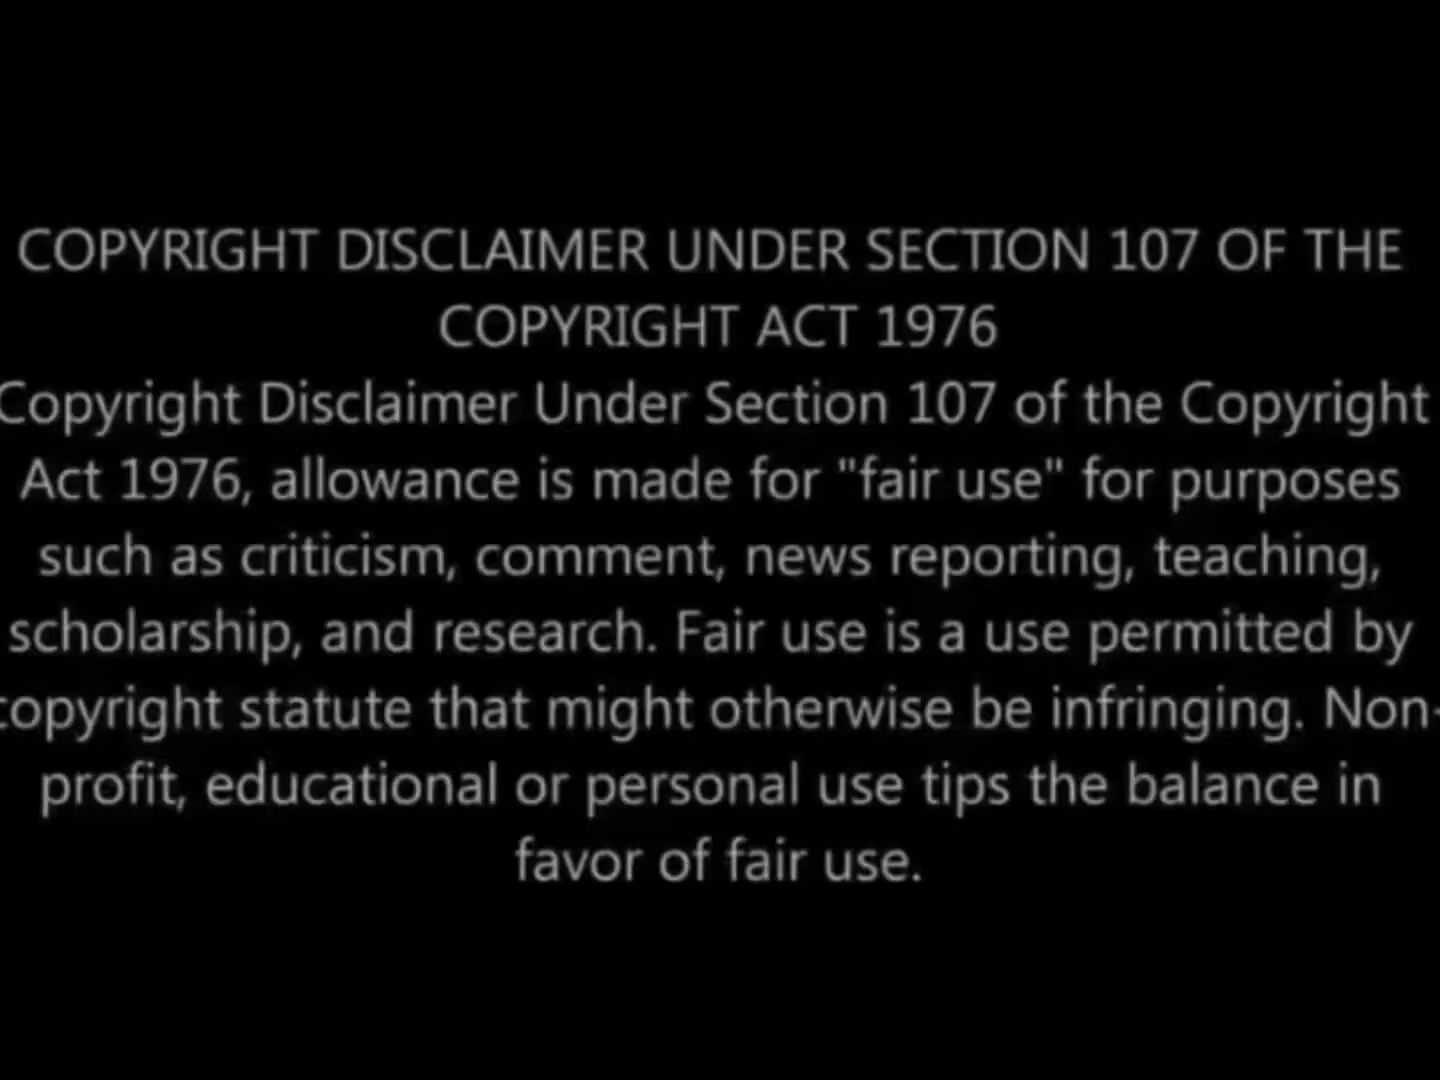 COPYRIGHT DISCLAIMER UNDER SECTION 107 OF THE
COPYRIGHT ACT 1976
Copyright Disclaimer Under Section 107 of the Copyright
Act 1976, allowance is made for "fair use" for purposes
such as criticism, comment, news reporting, teaching,
scholarship, and research. Fair use is a use permitted by
copyright statute that might otherwise be infringing. Non-
profit, educational or personal use tips the balance in
favor of fair use.